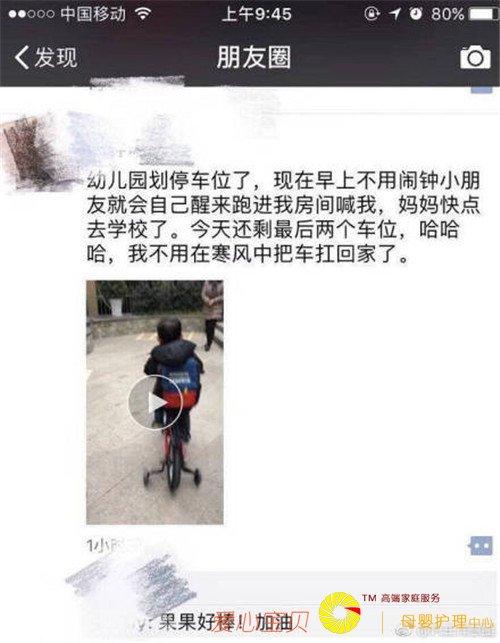 中国移动
上午9:45
80%
发现
朋友圈
幼儿园划停车位了，现在早上不用闹钟小朋
友就会自己醒来跑进我房间喊我，妈妈快点
去学校了。今天还剩最后两个车位，哈哈
哈，我不用在寒风中把车扛回家了。
1小时
: 果果好棒！加油
爱心宝贝
TM 高端家庭服务
母婴护理中心